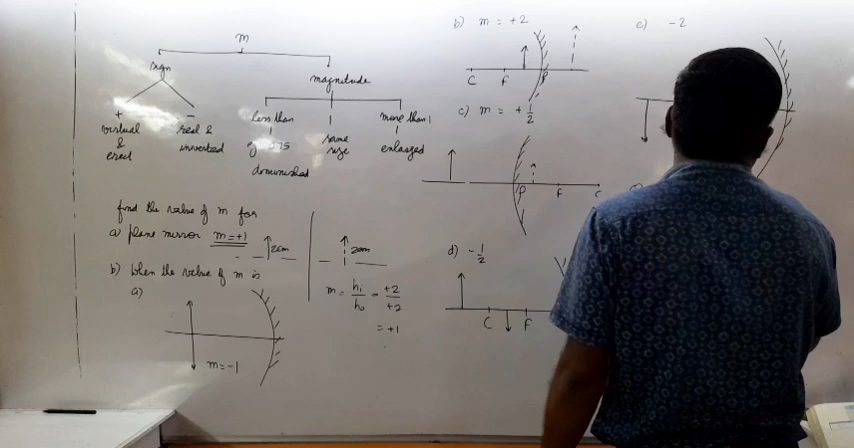 m
sign
magnitude
+
virtual
&
erect
-
real &
inverted
less than
diminished
same
size
more than 1
enlarged
find the value of m for
a) plane mirror m=+1
2cm
2cm
m = hi/ho = +2/+2
= +1
b) When the value of m is
a)
m=-1
b) m = +2
C F P
c) m = +1/2
P F C
d) -1/2
C F
e) -2